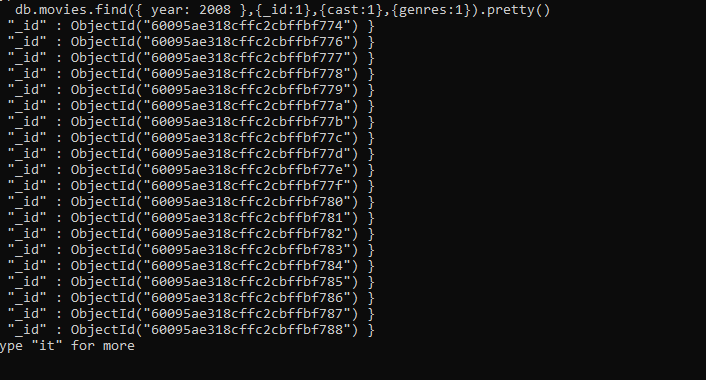 db.movies.find({ year: 2008 },{_id:1},{cast:1},{genres:1}).pretty()
"_id" : ObjectId("60095ae318cffc2cbffbf774") }
"_id" : ObjectId("60095ae318cffc2cbffbf776") }
"_id" : ObjectId("60095ae318cffc2cbffbf777") }
"_id" : ObjectId("60095ae318cffc2cbffbf778") }
"_id" : ObjectId("60095ae318cffc2cbffbf779") }
"_id" : ObjectId("60095ae318cffc2cbffbf77a") }
"_id" : ObjectId("60095ae318cffc2cbffbf77b") }
"_id" : ObjectId("60095ae318cffc2cbffbf77c") }
"_id" : ObjectId("60095ae318cffc2cbffbf77d") }
"_id" : ObjectId("60095ae318cffc2cbffbf77e") }
"_id" : ObjectId("60095ae318cffc2cbffbf77f") }
"_id" : ObjectId("60095ae318cffc2cbffbf780") }
"_id" : ObjectId("60095ae318cffc2cbffbf781") }
"_id" : ObjectId("60095ae318cffc2cbffbf782") }
"_id" : ObjectId("60095ae318cffc2cbffbf783") }
"_id" : ObjectId("60095ae318cffc2cbffbf784") }
"_id" : ObjectId("60095ae318cffc2cbffbf785") }
"_id" : ObjectId("60095ae318cffc2cbffbf786") }
"_id" : ObjectId("60095ae318cffc2cbffbf787") }
"_id" : ObjectId("60095ae318cffc2cbffbf788") }
ype "it" for more